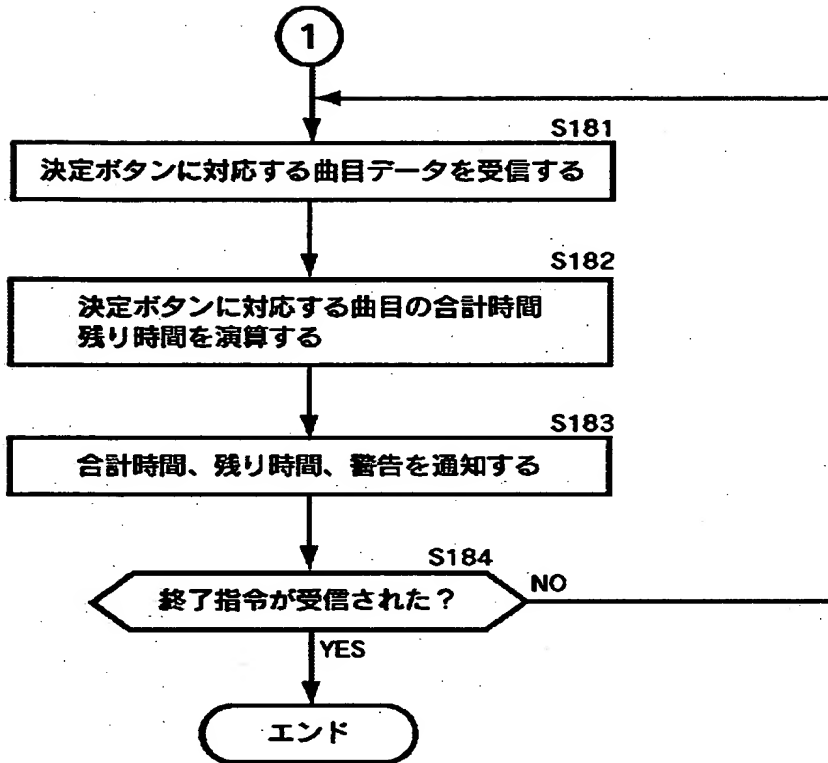 1
S181
決定ボタンに対応する曲目データを受信する
S182
決定ボタンに対応する曲目の合計時間
残り時間を演算する
S183
合計時間、残り時間、警告を通知する
S184
終了指令が受信された？
NO
YES
エンド